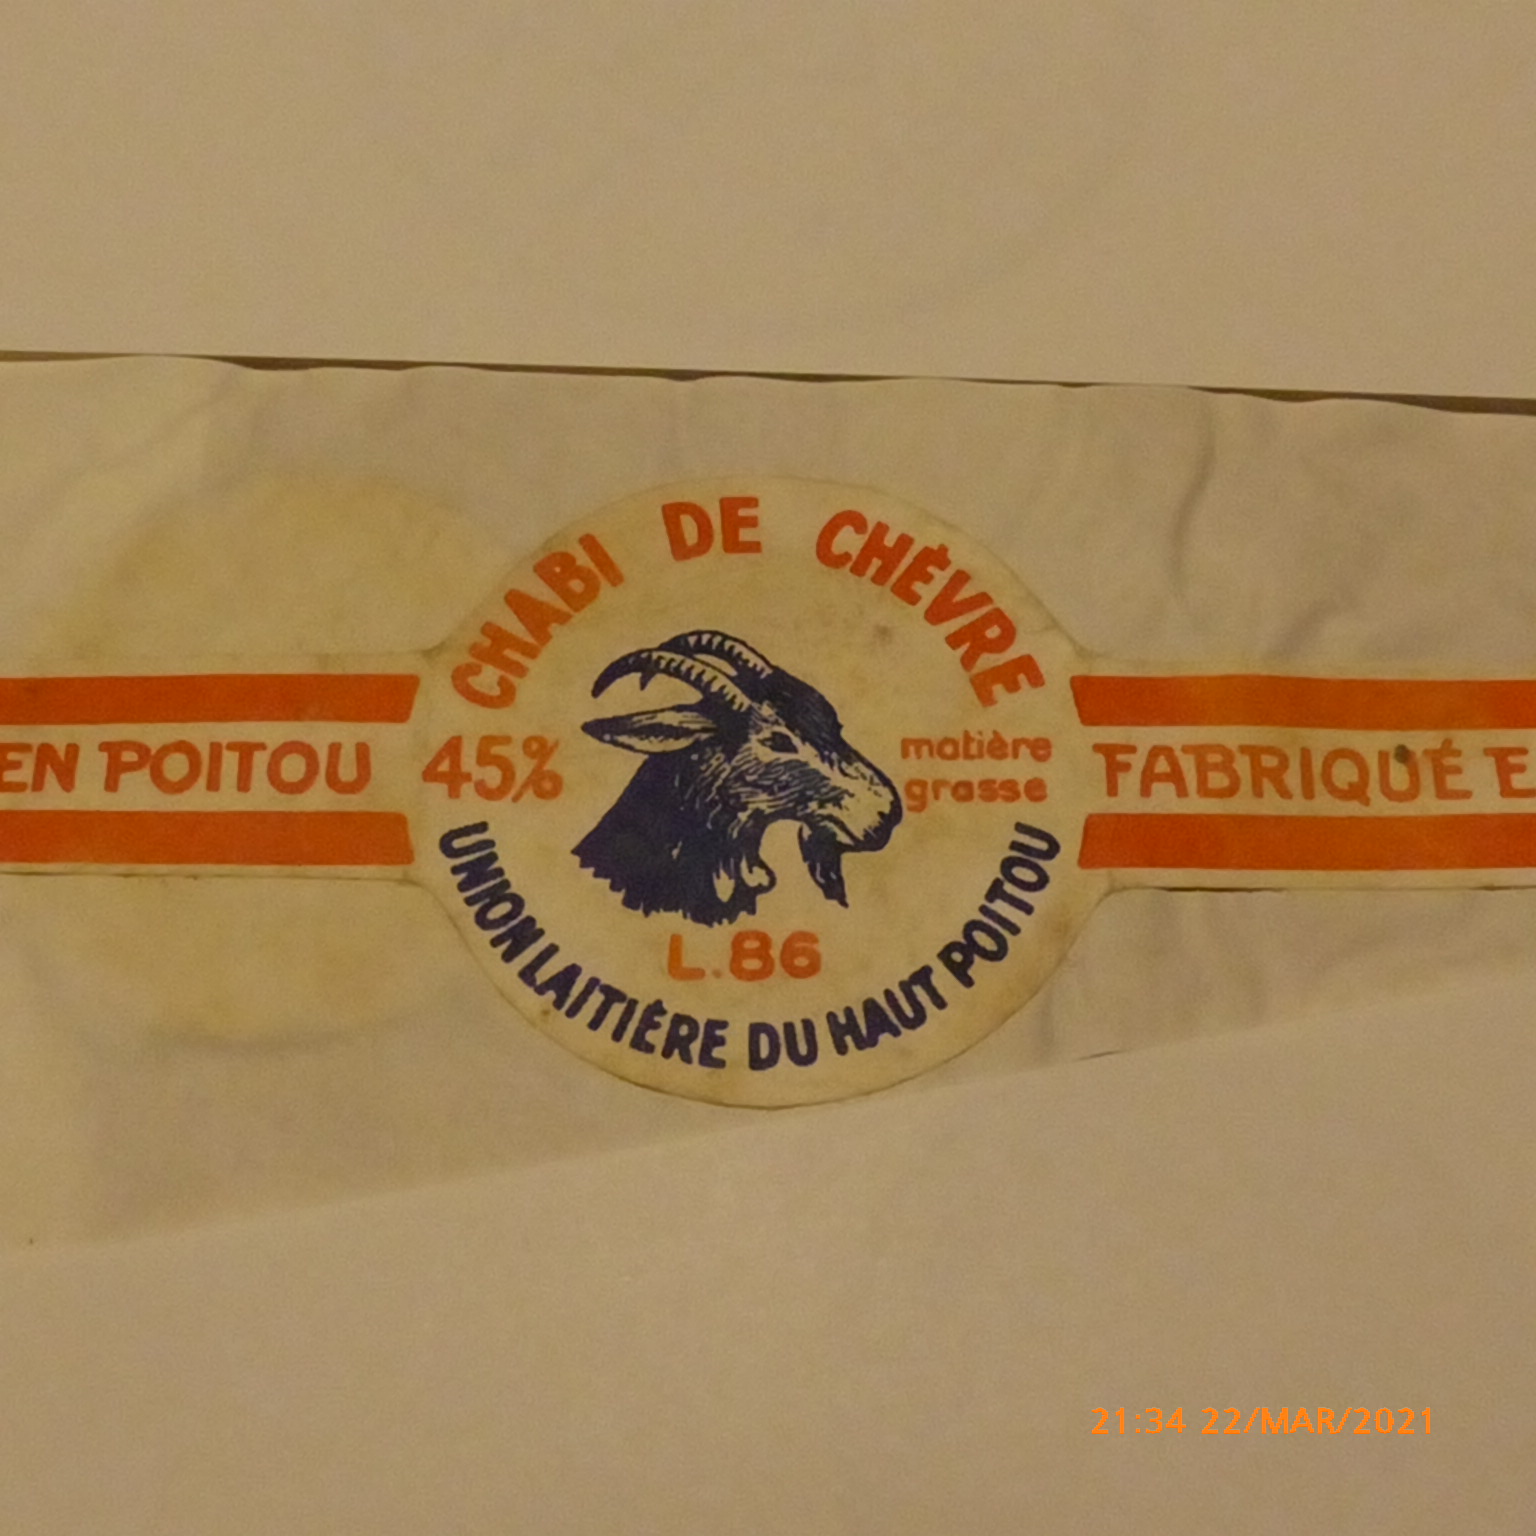 CHABI DE CHÈVRE
EN POITOU
45%
matière
grasse
FABRIQUÉ E
L.86
UNION LAITIÈRE DU HAUT POITOU
21:34 22/MAR/2021